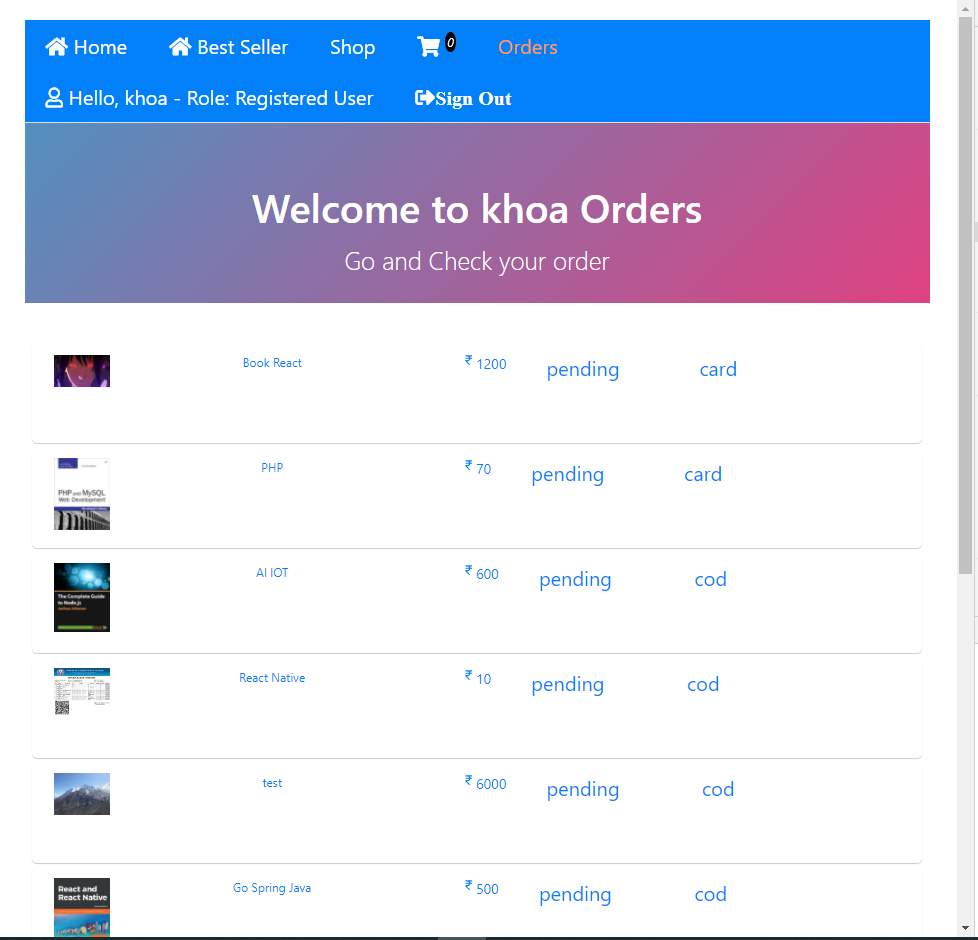 Home Best Seller Shop 0 Orders
Hello, khoa - Role: Registered User Sign Out
Welcome to khoa Orders
Go and Check your order
Book React ₹ 1200 pending card
PHP and MySQL
Web Development
PHP ₹ 70 pending card
The Complete Guide
to Node.js
AI IOT ₹ 600 pending cod
React Native ₹ 10 pending cod
test ₹ 6000 pending cod
React and
React Native
Go Spring Java ₹ 500 pending cod